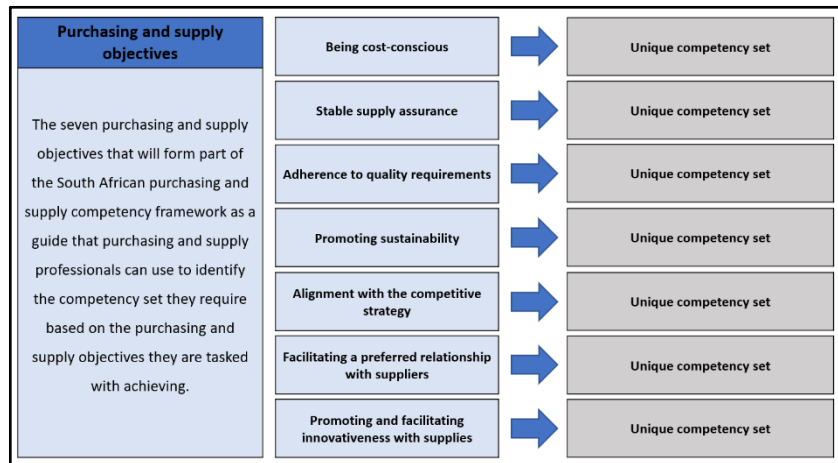 Purchasing and supply
objectives
The seven purchasing and supply
objectives that will form part of
the South African purchasing and
supply competency framework as a
guide that purchasing and supply
professionals can use to identify
the competency set they require
based on the purchasing and
supply objectives they are tasked
with achieving.
Being cost-conscious
Unique competency set
Stable supply assurance
Unique competency set
Adherence to quality requirements
Unique competency set
Promoting sustainability
Unique competency set
Alignment with the competitive
strategy
Unique competency set
Facilitating a preferred relationship
with suppliers
Unique competency set
Promoting and facilitating
innovativeness with supplies
Unique competency set